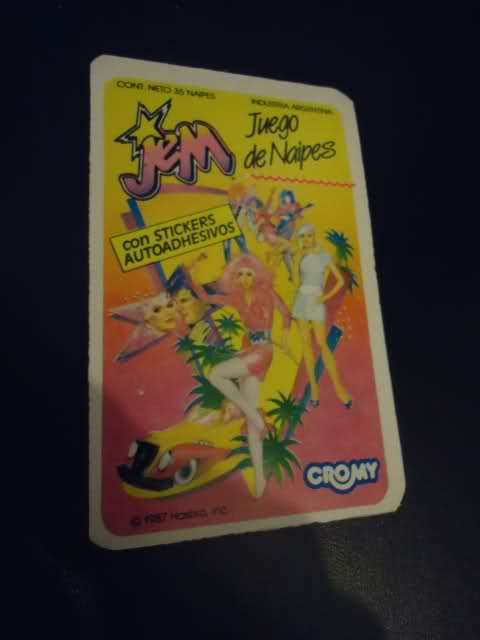 CONT. NETO 35 NAIPES
INDUSTRIA ARGENTINA
JeM
Juego
de Naipes
con STICKERS
AUTOADHESIVOS
CROMY
© 1987 Hasbro, Inc.